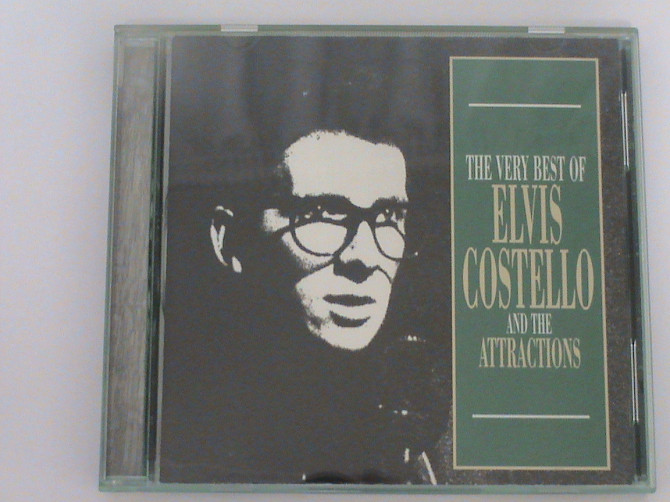 THE VERY BEST OF
ELVIS
COSTELLO
AND THE
ATTRACTIONS